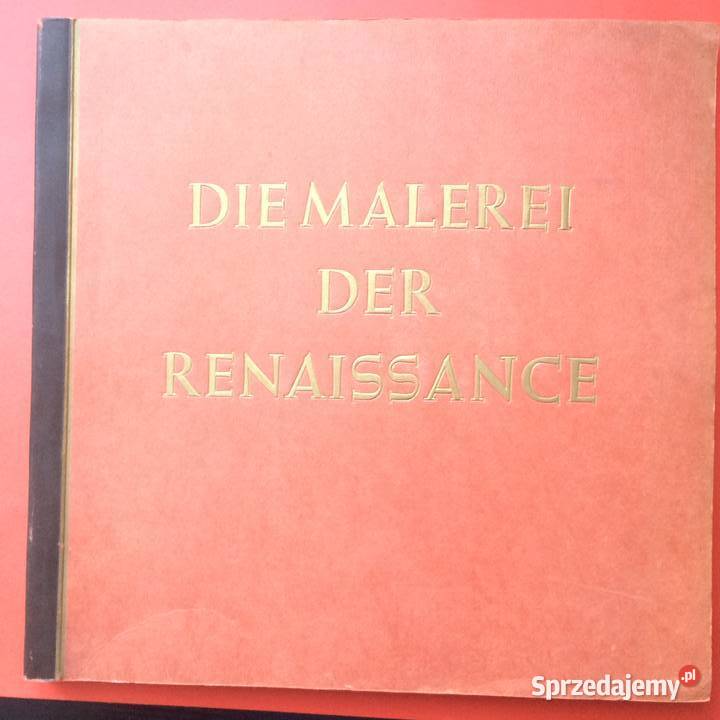 DIE MALEREI
DER
RENAISSANCE
Sprzedajemy.pl